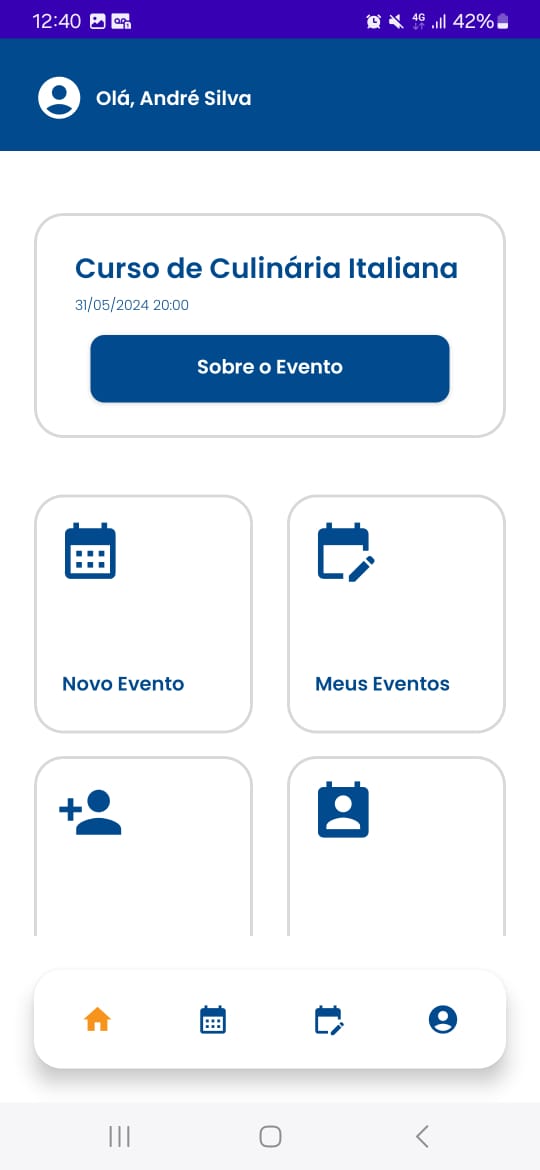 12:40
4G
42%
Olá, André Silva
Curso de Culinária Italiana
31/05/2024 20:00
Sobre o Evento
Novo Evento
Meus Eventos